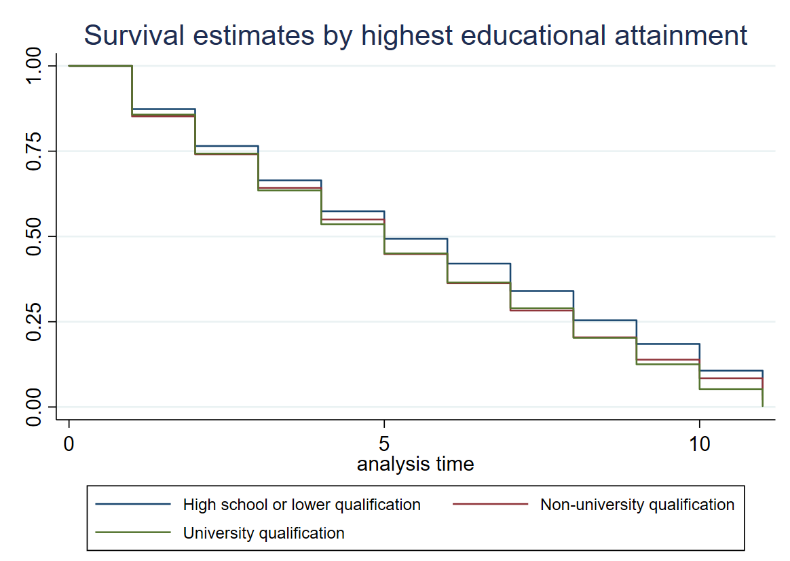 Survival estimates by highest educational attainment
1.00
0.75
0.50
0.25
0.00
0 5 10
analysis time
High school or lower qualification Non-university qualification
University qualification